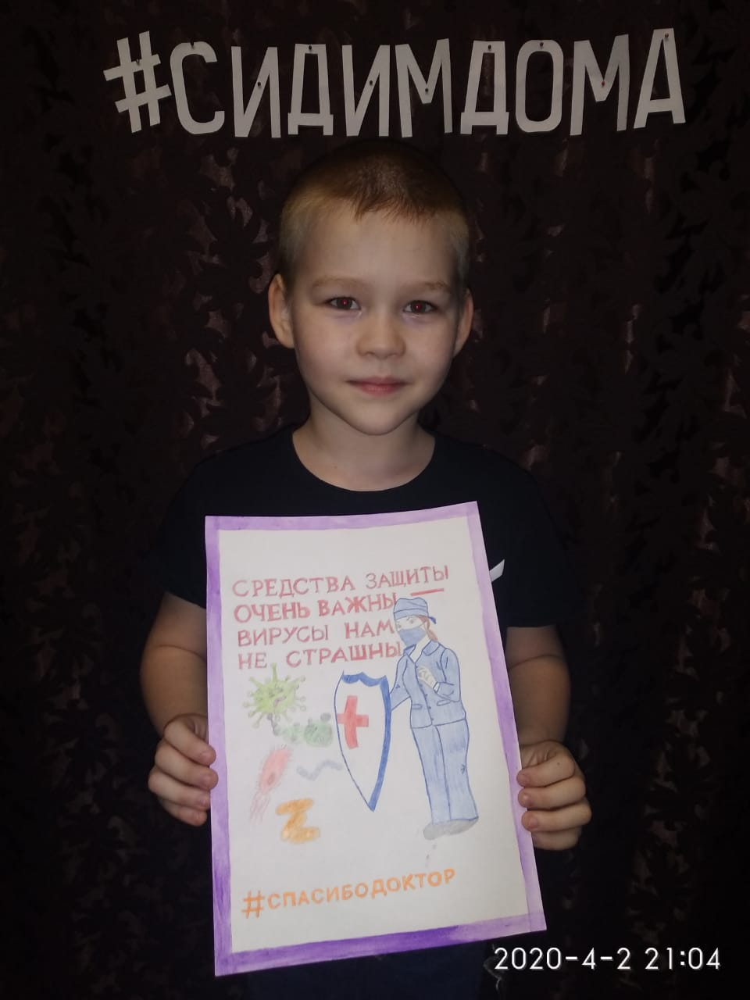 #СИДИМДОМА
СРЕДСТВА ЗАЩИТЫ
ОЧЕНЬ ВАЖНЫ —
ВИРУСЫ НАМ
НЕ СТРАШНЫ
#СПАСИБОДОКТОР
2020-4-2 21:04